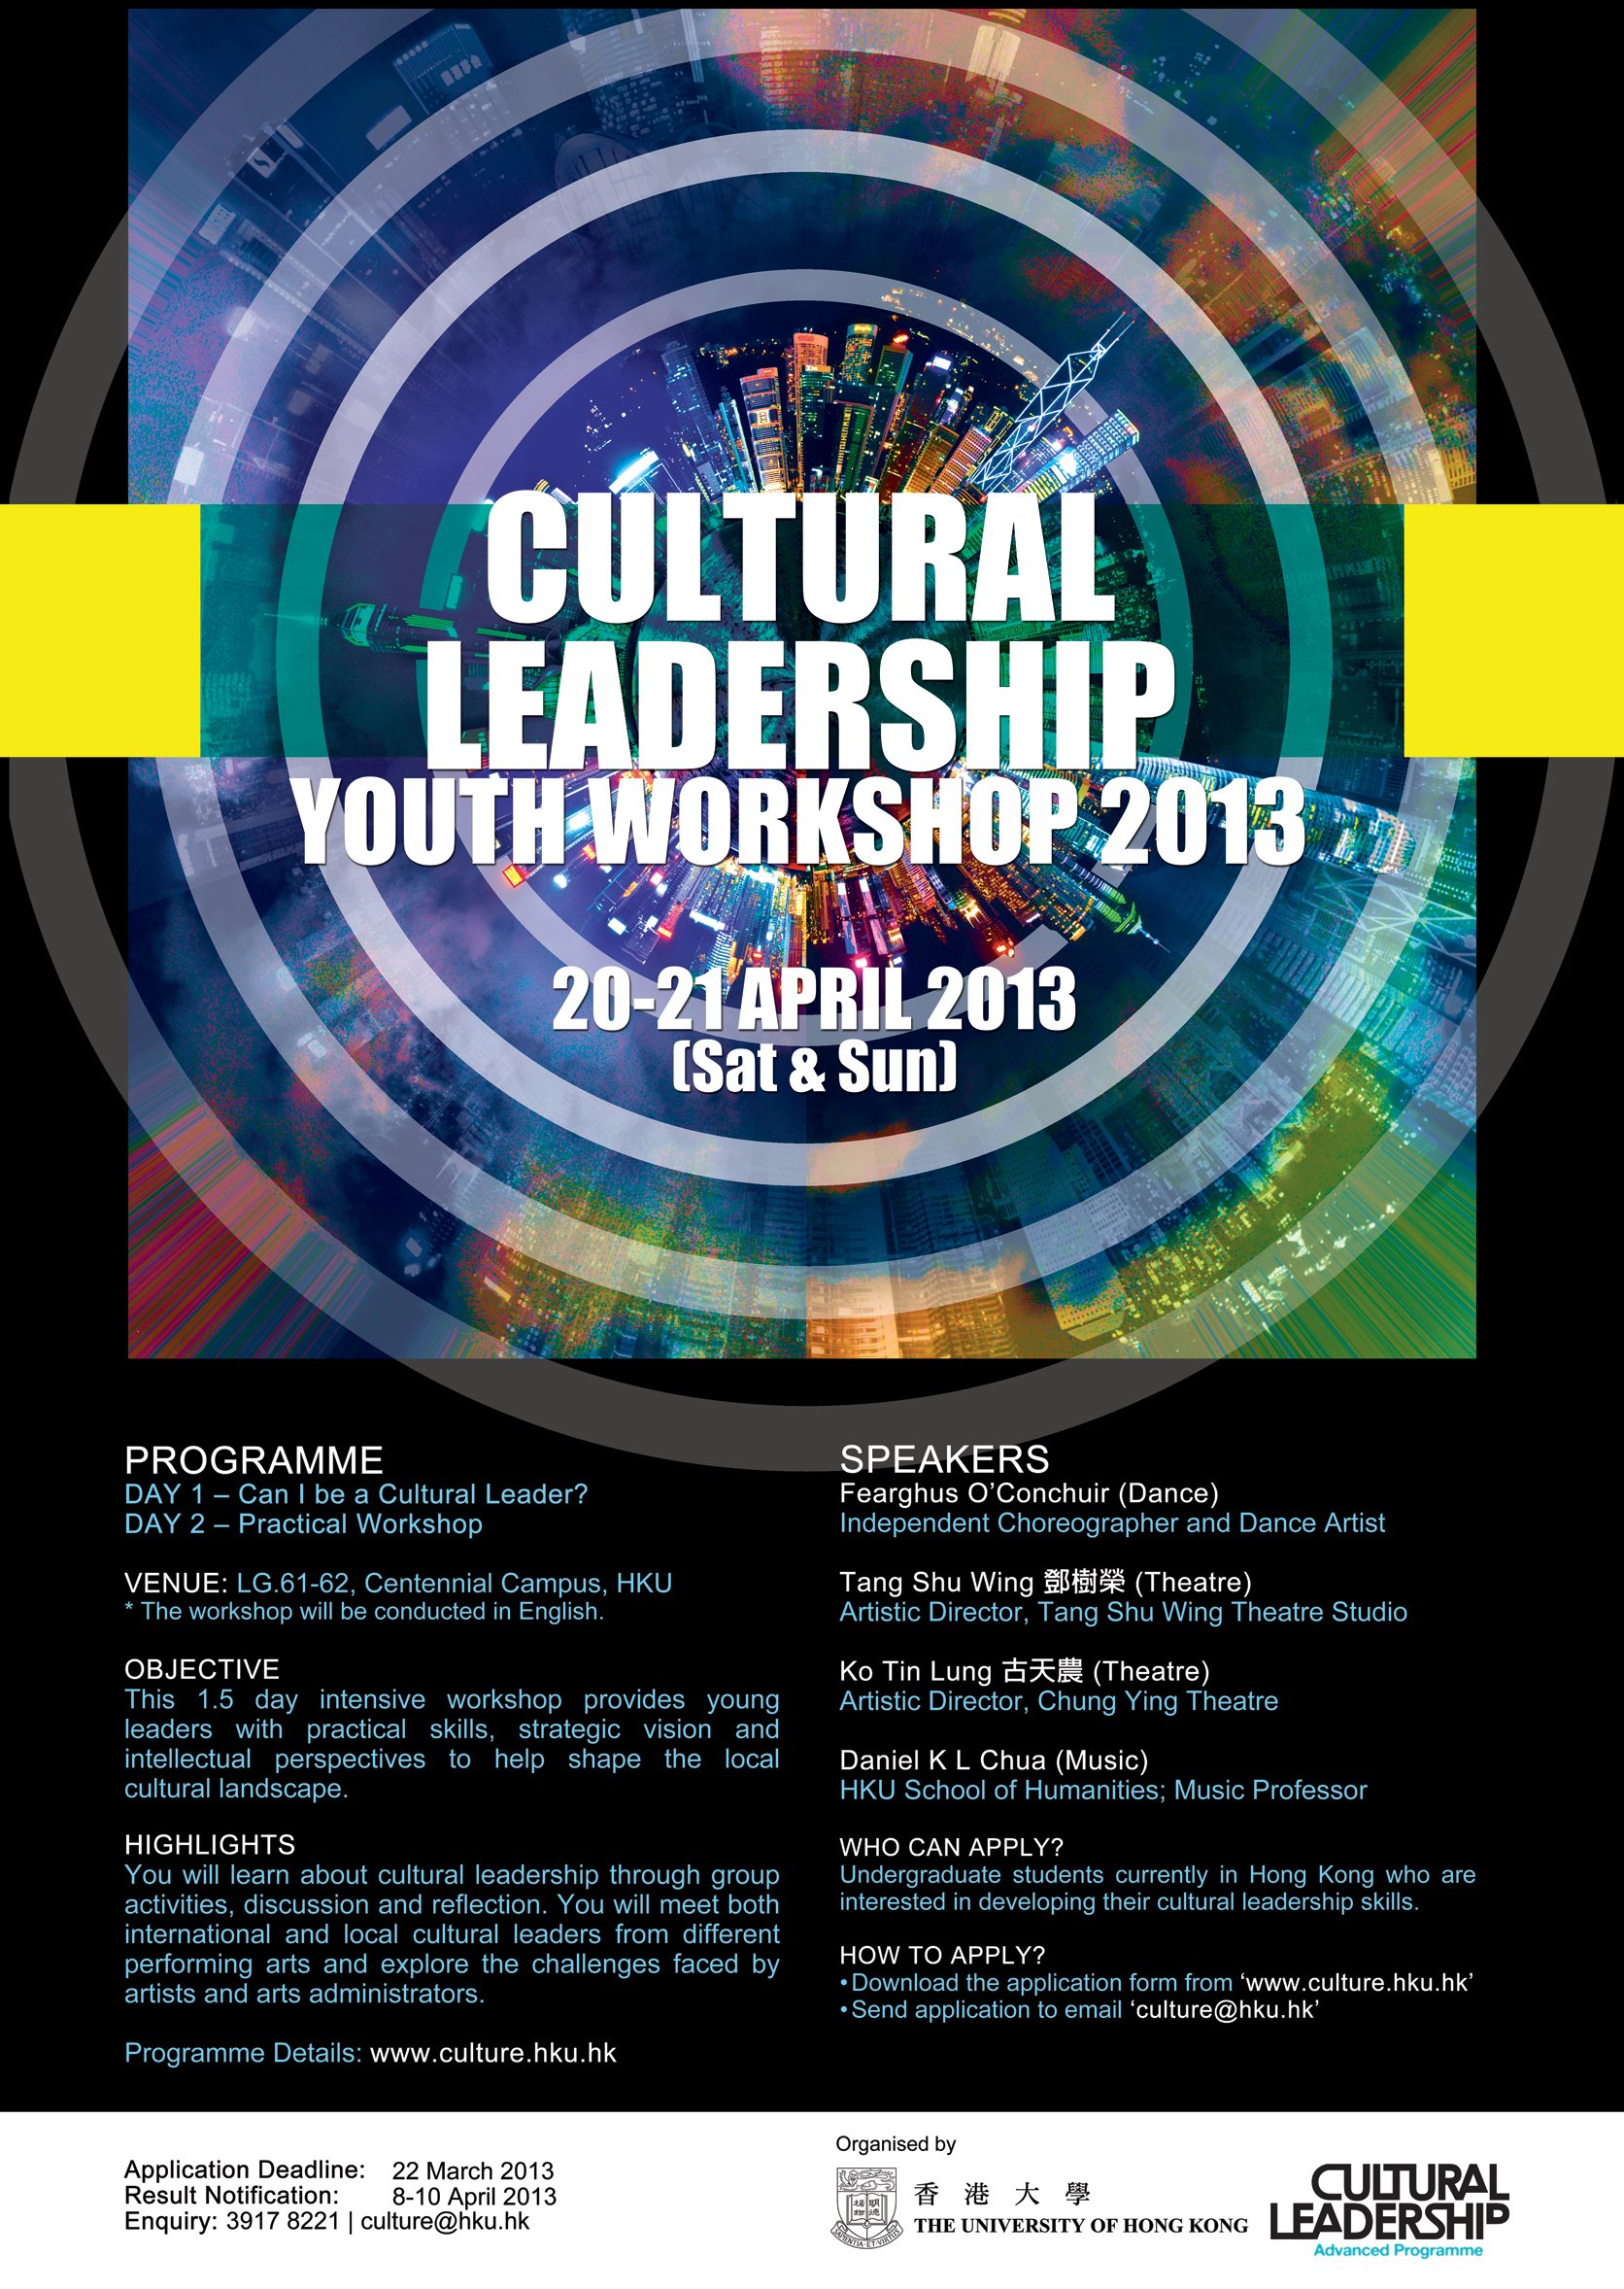 CULTURAL
LEADERSHIP
YOUTH WORKSHOP 2013
20-21 APRIL 2013
(Sat & Sun)
PROGRAMME
DAY 1 – Can I be a Cultural Leader?
DAY 2 – Practical Workshop
VENUE: LG.61-62, Centennial Campus, HKU
* The workshop will be conducted in English.
OBJECTIVE
This 1.5 day intensive workshop provides young
leaders with practical skills, strategic vision and
intellectual perspectives to help shape the local
cultural landscape.
HIGHLIGHTS
You will learn about cultural leadership through group
activities, discussion and reflection. You will meet both
international and local cultural leaders from different
performing arts and explore the challenges faced by
artists and arts administrators.
Programme Details: www.culture.hku.hk
SPEAKERS
Fearghus O’Conchuir (Dance)
Independent Choreographer and Dance Artist
Tang Shu Wing 鄧樹榮 (Theatre)
Artistic Director, Tang Shu Wing Theatre Studio
Ko Tin Lung 古天農 (Theatre)
Artistic Director, Chung Ying Theatre
Daniel K L Chua (Music)
HKU School of Humanities; Music Professor
WHO CAN APPLY?
Undergraduate students currently in Hong Kong who are
interested in developing their cultural leadership skills.
HOW TO APPLY?
•Download the application form from ‘www.culture.hku.hk’
•Send application to email ‘culture@hku.hk’
Application Deadline: 22 March 2013
Result Notification: 8-10 April 2013
Enquiry: 3917 8221 | culture@hku.hk
Organised by
香港大學
THE UNIVERSITY OF HONG KONG
SAPIENTIA·ET·VIRTUS
CULTURAL
LEADERSHIP
Advanced Programme